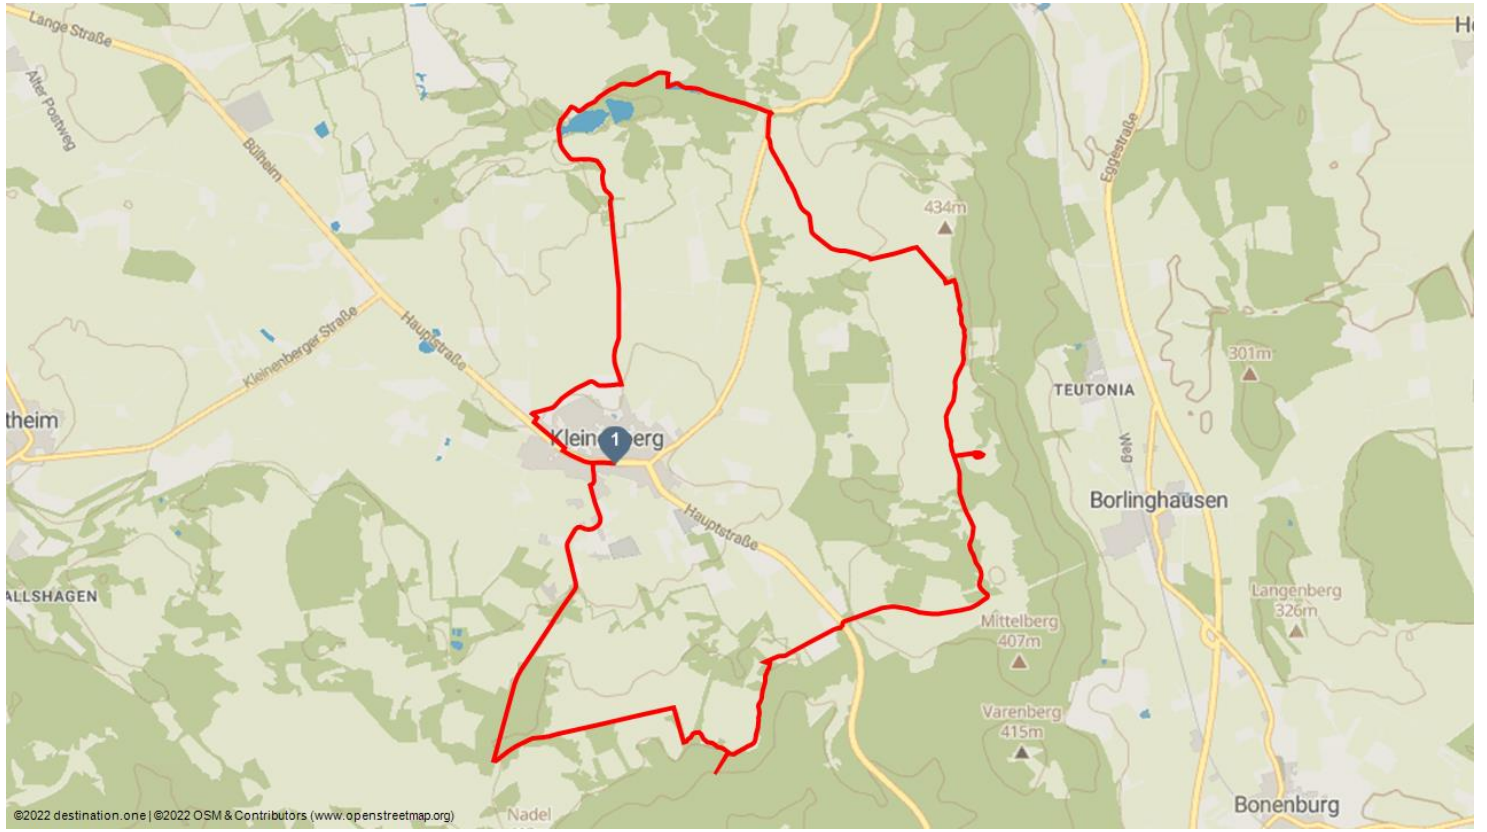 Lange Straße
Alter Postweg
Bülheim
Eggestraße
434m
Kleinenberger Straße
Hauptstraße
301m
TEUTONIA
theim
1
Weg
Borlinghausen
Hauptstraße
ALLSHAGEN
Langenberg
326m
Mittelberg
407m
Varenberg
415m
Nadel
Bonenburg
©2022 destination.one | ©2022 OSM & Contributors (www.openstreetmap.org)